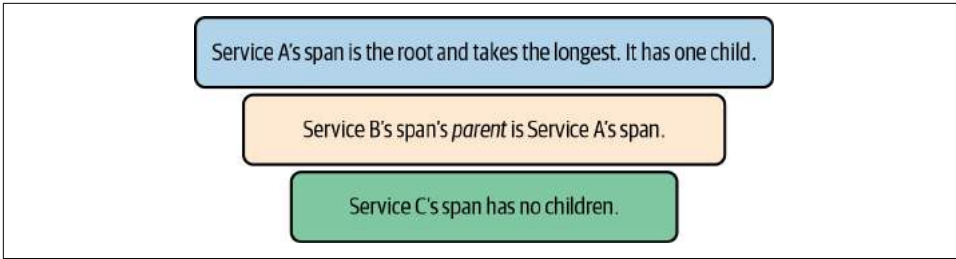 Service A's span is the root and takes the longest. It has one child.
Service B's span's parent is Service A's span.
Service C's span has no children.